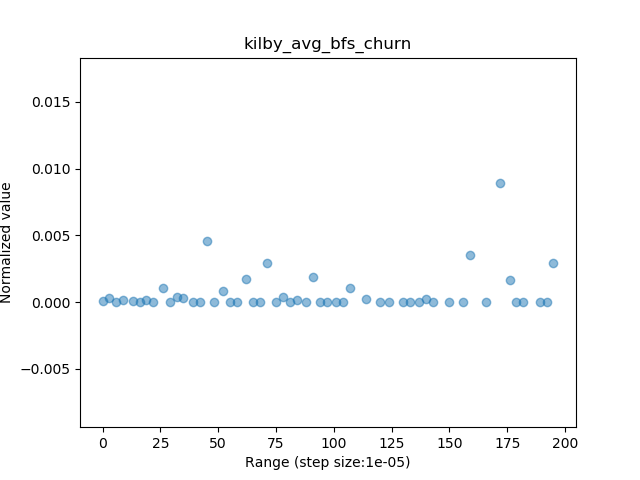 kilby_avg_bfs_churn
0.015
0.010
0.005
0.000
−0.005
Normalized value
0 25 50 75 100 125 150 175 200
Range (step size:1e-05)